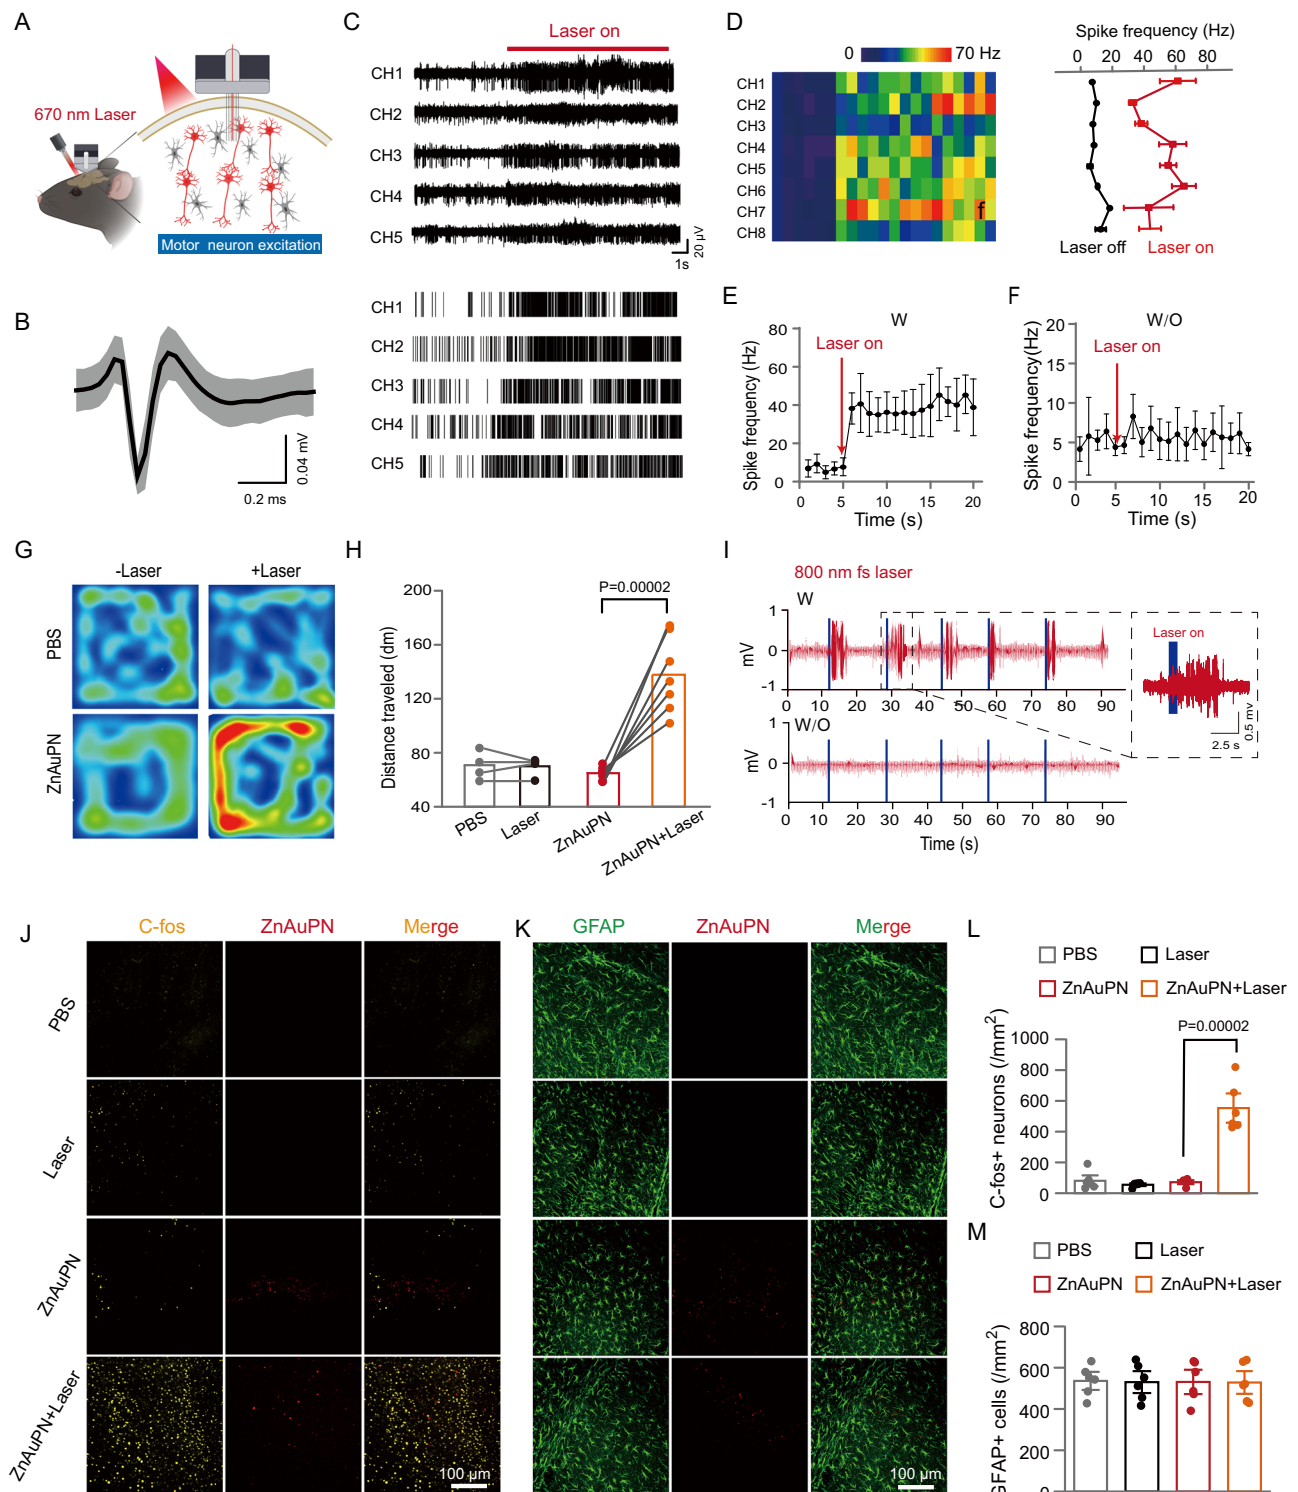 A
670 nm Laser
Motor neuron excitation
B
0.04 mV
0.2 ms
C
Laser on
CH1
CH2
CH3
CH4
CH5
20 µV
1s
CH1
CH2
CH3
CH4
CH5
D
0 70 Hz
CH1
CH2
CH3
CH4
CH5
CH6
CH7
CH8
f
Spike frequency (Hz)
0 20 40 60 80
Laser off Laser on
E
W
Laser on
Spike frequency (Hz)
80
60
40
20
0
0 5 10 15 20
Time (s)
F
W/O
Laser on
Spike frequency(Hz)
20
15
10
5
0
0 5 10 15 20
Time (s)
G
-Laser +Laser
PBS
ZnAuPN
H
P=0.00002
Distance traveled (dm)
200
160
120
80
40
PBS
Laser
ZnAuPN
ZnAuPN+Laser
I
800 nm fs laser
W
mV
1
0
-1
0 10 20 30 40 50 60 70 80 90
W/O
mV
1
0
-1
0 10 20 30 40 50 60 70 80 90
Time (s)
Laser on
0.5 mV
2.5 s
J
C-fos ZnAuPN Merge
PBS
Laser
ZnAuPN
ZnAuPN+Laser
100 µm
K
GFAP ZnAuPN Merge
100 µm
L
PBS Laser
ZnAuPN ZnAuPN+Laser
P=0.00002
C-fos+ neurons (/mm2)
1000
800
600
400
200
0
M
PBS Laser
ZnAuPN ZnAuPN+Laser
GFAP+ cells (/mm2)
800
600
400
200
0